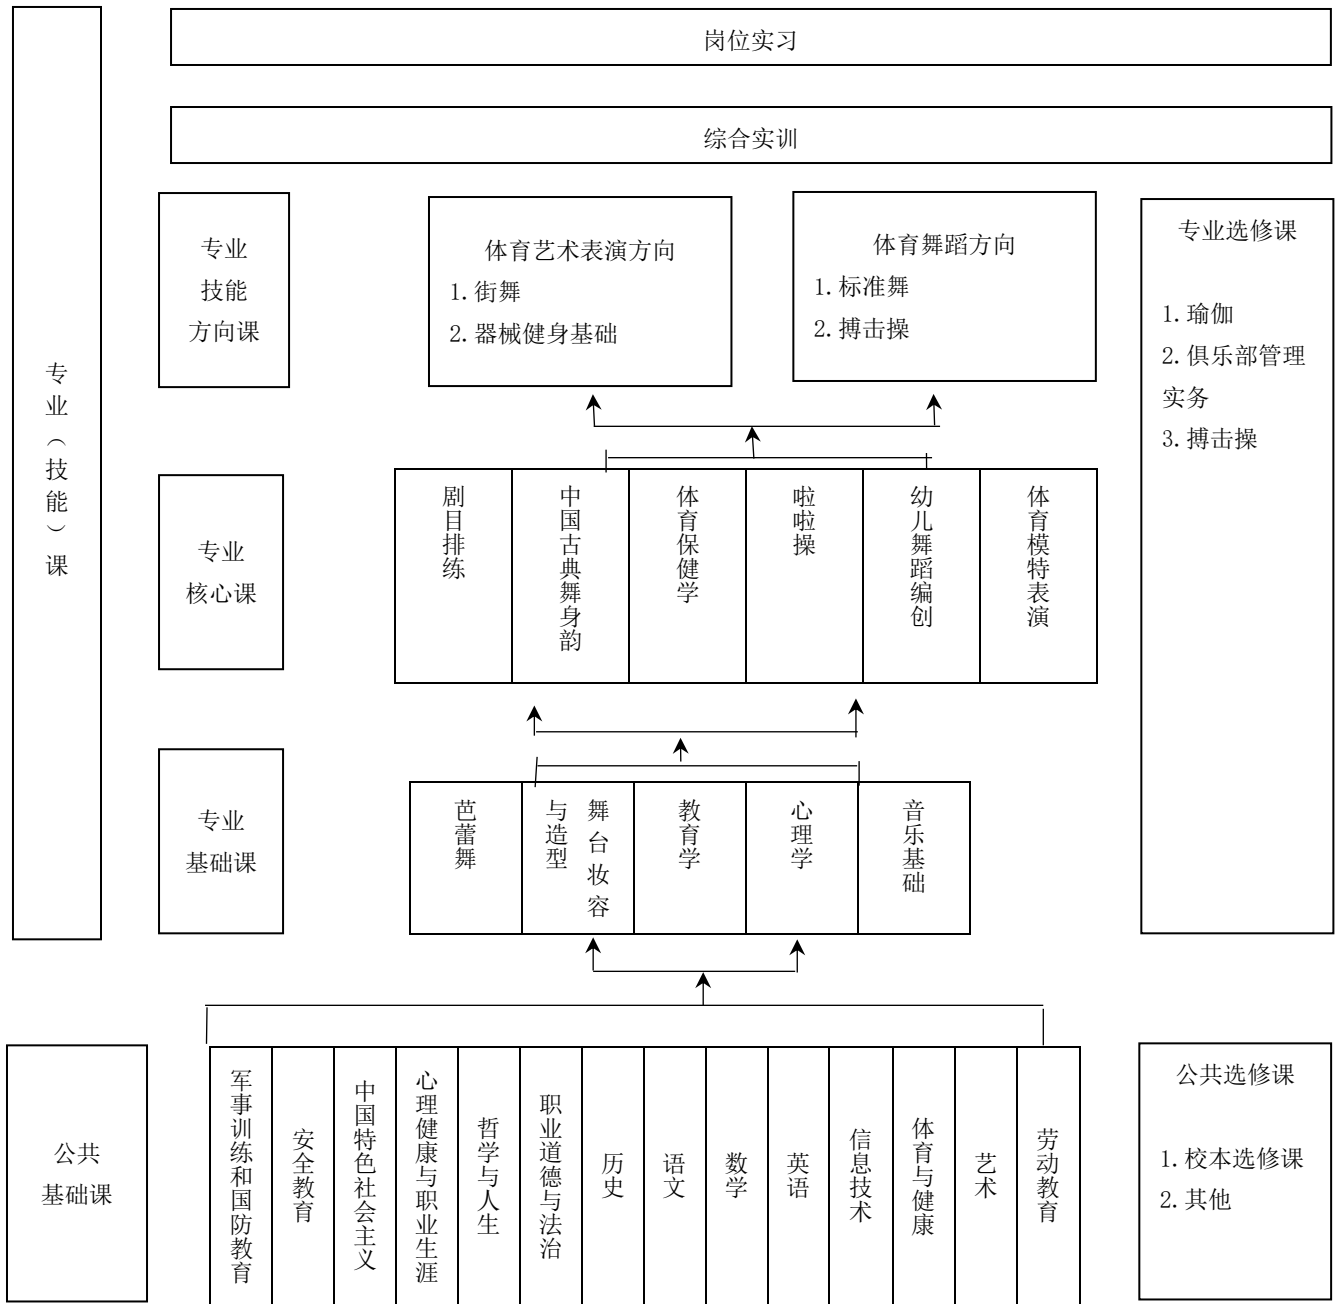 岗位实习
综合实训
专业（技能）课
专业
技能
方向课
体育艺术表演方向
1.街舞
2.器械健身基础
体育舞蹈方向
1.标准舞
2.搏击操
专业选修课
1.瑜伽
2.俱乐部管理
实务
3.搏击操
专业
核心课
剧目排练
中国古典舞身韵
体育保健学
啦啦操
幼儿舞蹈编创
体育模特表演
专业
基础课
芭蕾舞
舞台妆容
与造型
教育学
心理学
音乐基础
公共
基础课
军事训练和国防教育
安全教育
中国特色社会主义
心理健康与职业生涯
哲学与人生
职业道德与法治
历史
语文
数学
英语
信息技术
体育与健康
艺术
劳动教育
公共选修课
1.校本选修课
2.其他